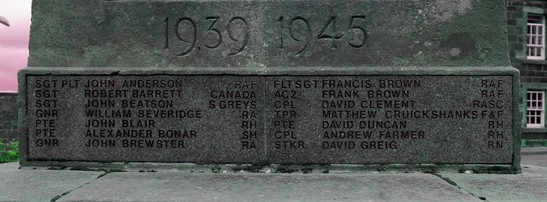 1939 1945
SGT PLT JOHN ANDERSON RAF
SGT ROBERT BARRETT CANADA
SGT JOHN BEATSON S GREYS
GNR WILLIAM BEVERIDGE RA
PTE JOHN BLAIR RH
PTE ALEXANDER BONAR SH
GNR JOHN BREWSTER RA
FLTSGT FRANCIS BROWN RAF
AC2 FRANK BROWN RAF
CPL DAVID CLEMENT RASC
TPR MATTHEW CRUICKSHANKS F&F
PTE DAVID DUNCAN RH
CPL ANDREW FARMER RH
STKR DAVID GREIG RN